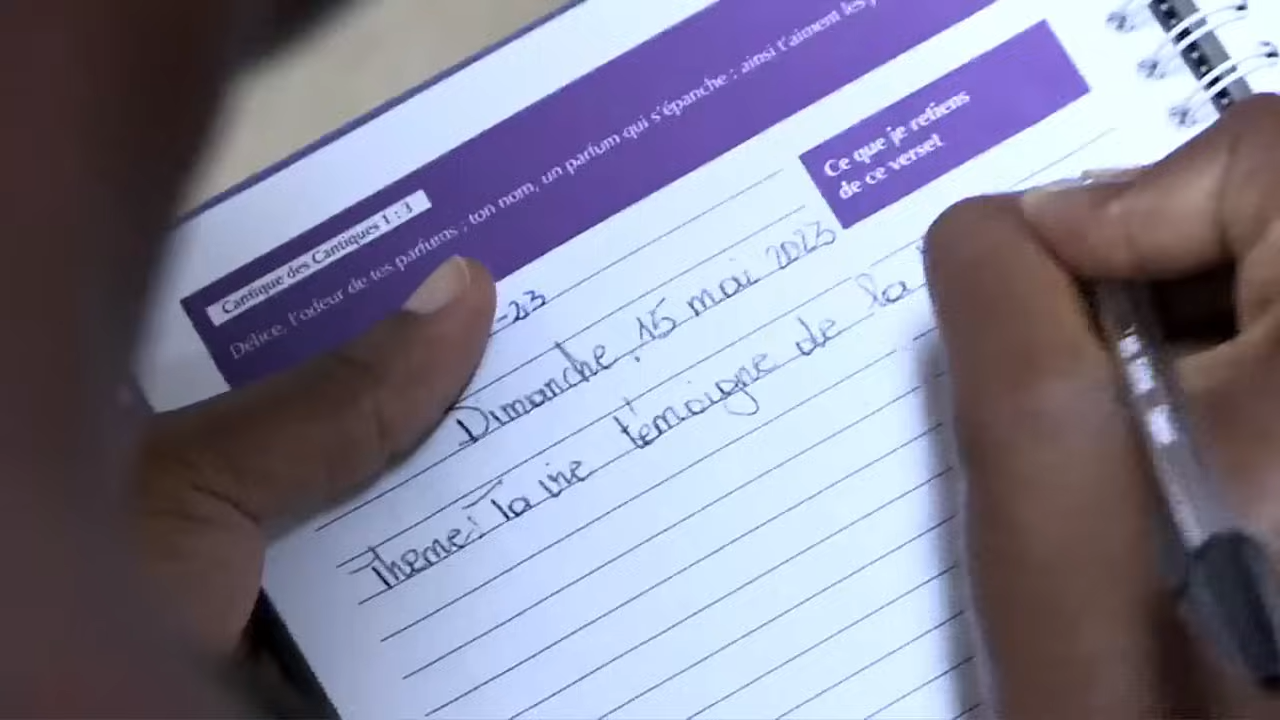 Cantique des Cantiques 1 : 3
Délice, l'odeur de tes parfums ; ton nom, un parfum qui s'épanche : ainsi t'aiment les
Ce que je retiens
de ce verset
-23
Dimanche, 15 mai 2023
Thème: la vie témoigne de la